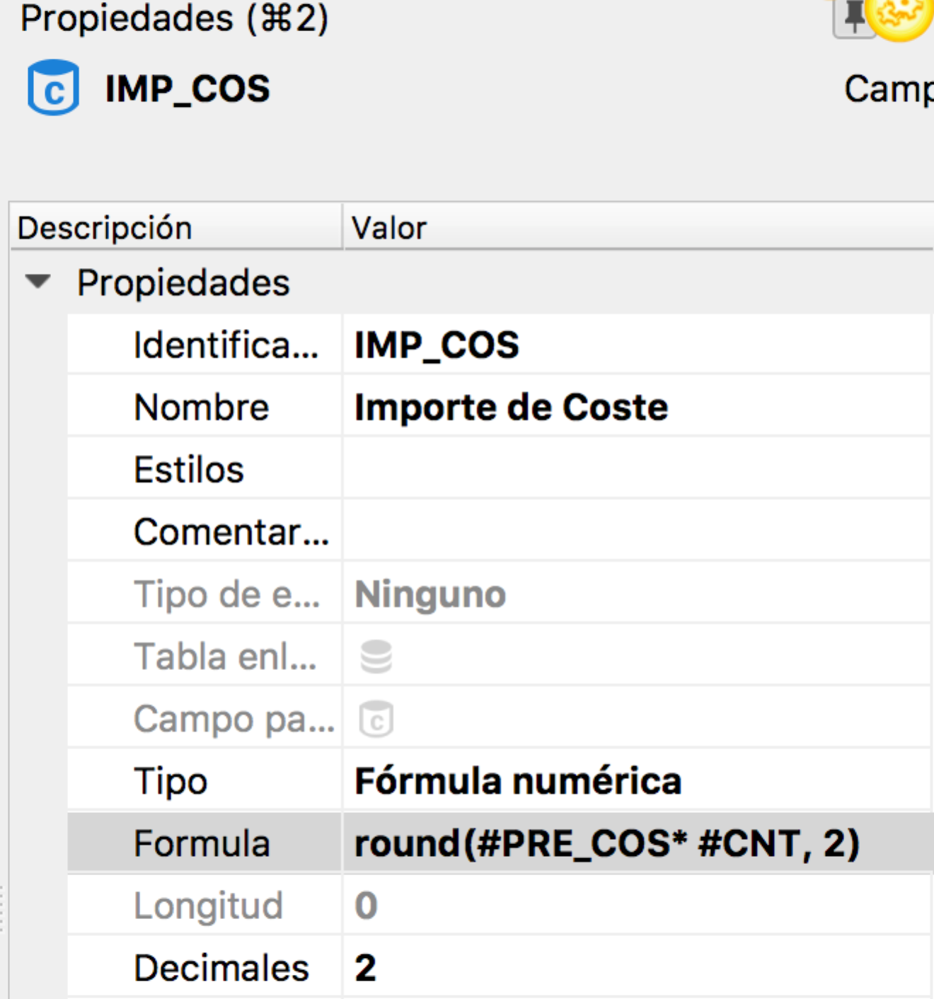 Propiedades (⌘2)
IMP_COS
Descripción Valor
Propiedades
Identifica... IMP_COS
Nombre Importe de Coste
Estilos
Comentar...
Tipo de e... Ninguno
Tabla enl...
Campo pa... c
Tipo Fórmula numérica
Formula round(#PRE_COS* #CNT, 2)
Longitud 0
Decimales 2